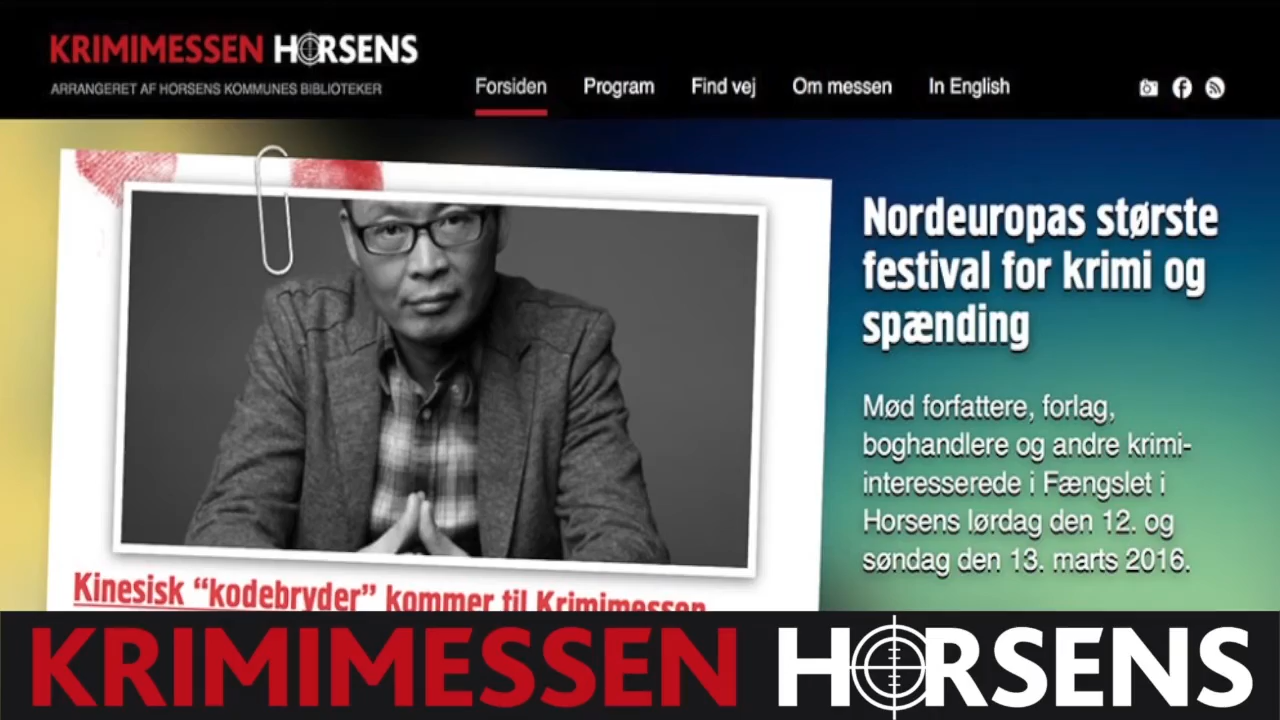 KRIMIMESSEN HORSENS
ARRANGERET AF HORSENS KOMMUNES BIBLIOTEKER
Forsiden Program Find vej Om messen In English
Nordeuropas største
festival for krimi og
spænding
Mød forfattere, forlag,
boghandlere og andre krimi-
interesserede i Fængslet i
Horsens lørdag den 12. og
søndag den 13. marts 2016.
Kinesisk “kodebryder” kommer til Krimimessen
KRIMIMESSEN HORSENS